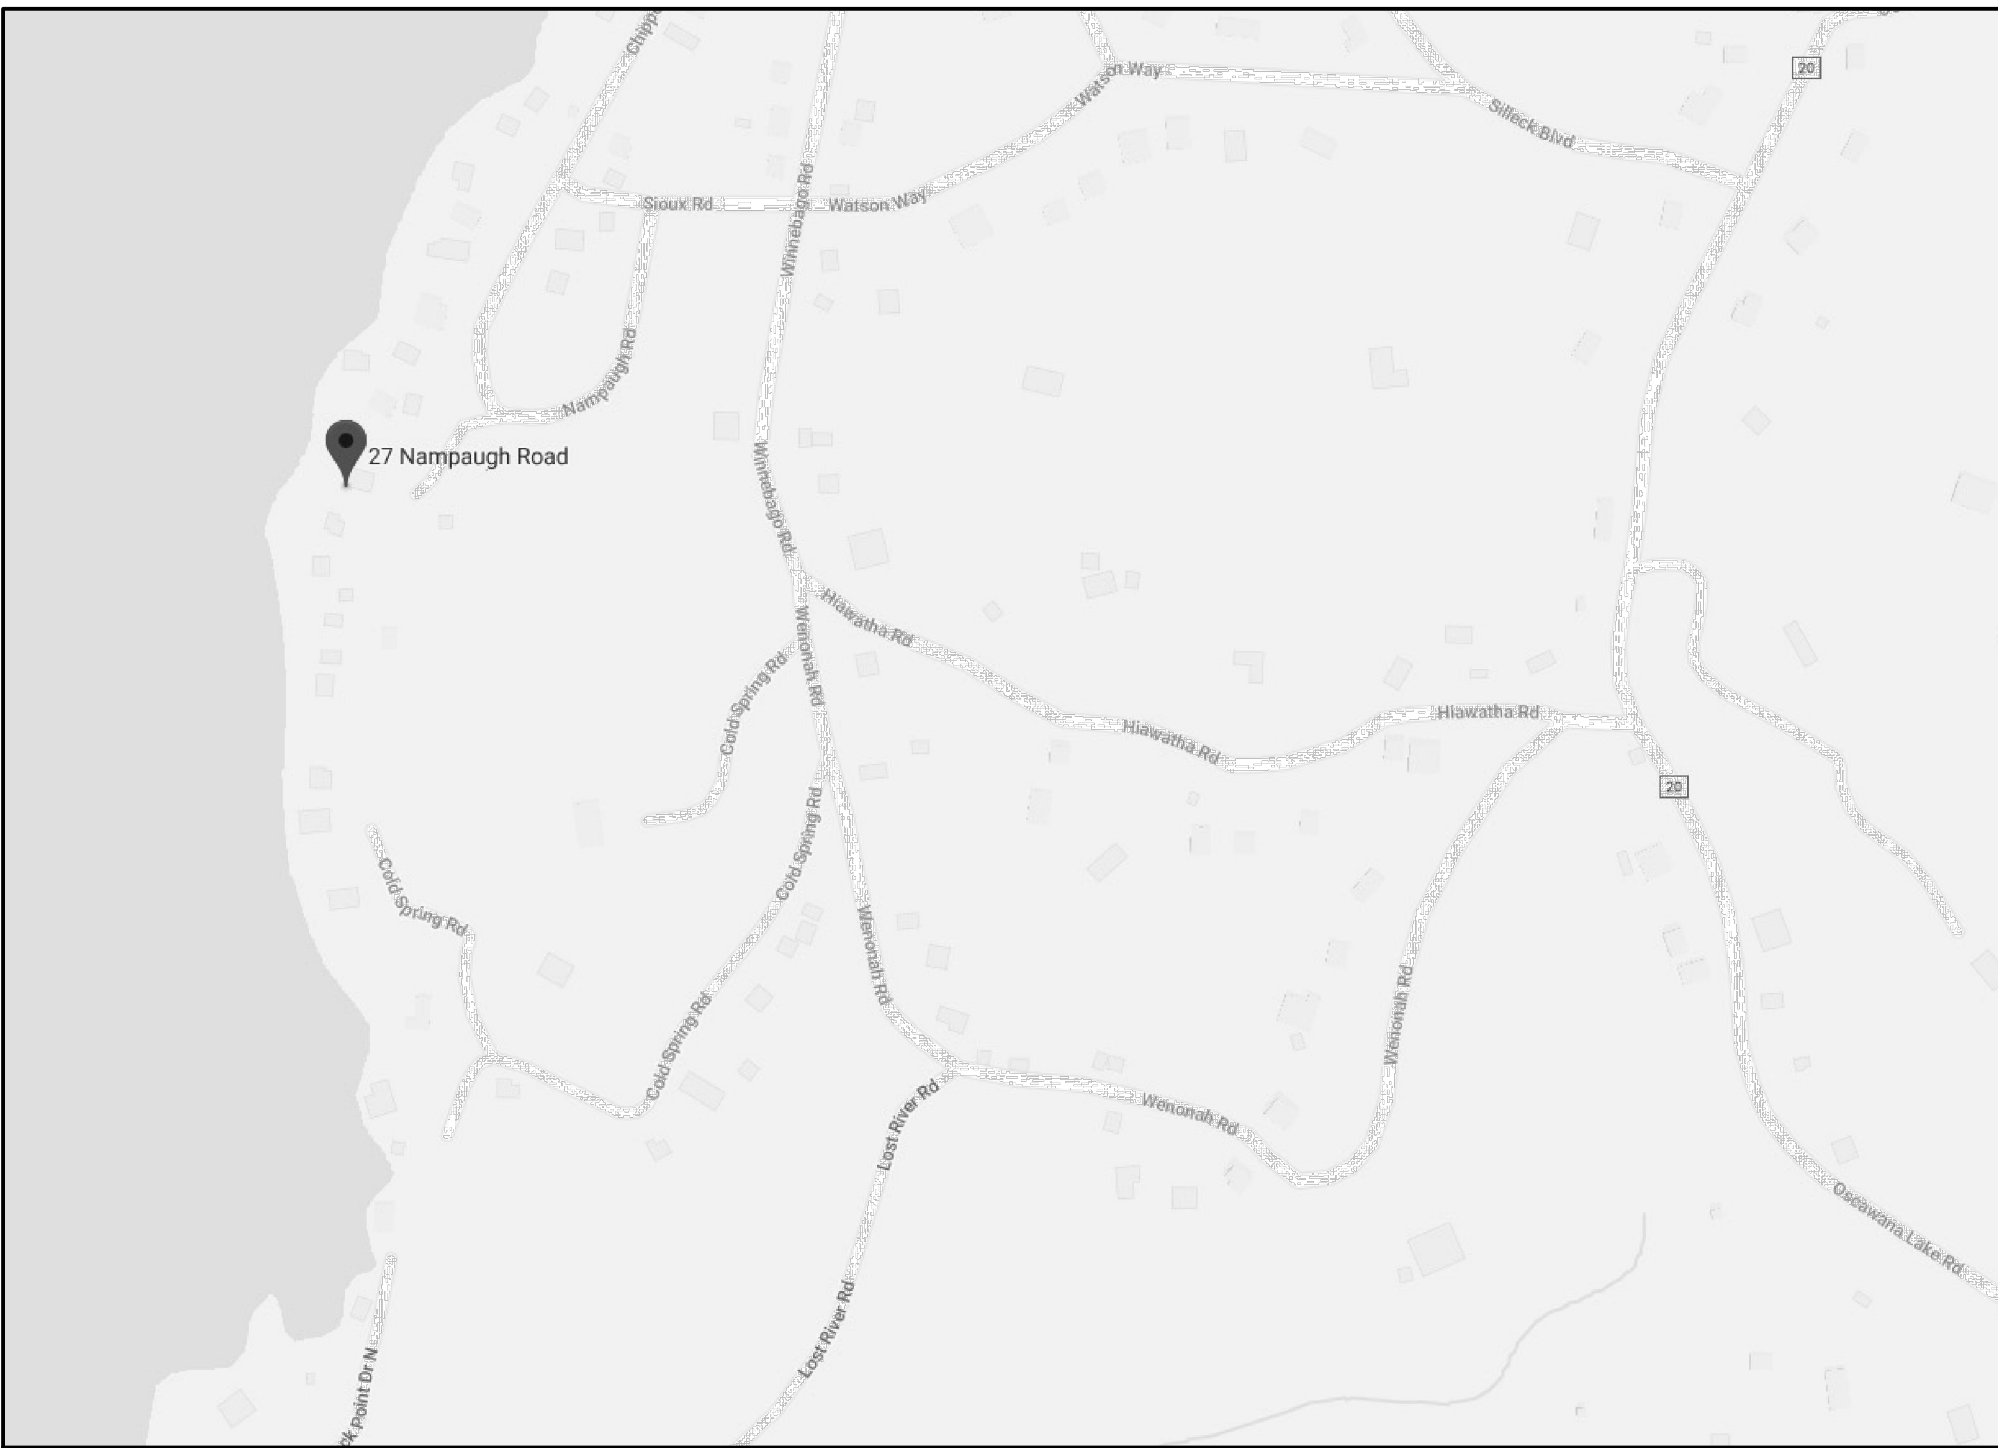 Chipp
20
Watson Way
Silleck Blvd
Winnebago Rd
Sioux Rd
Watson Way
Nampaugh Rd
27 Nampaugh Road
Winnebago Rd
Hiawatha Rd
Wenonah Rd
Cold Spring Rd
Hiawatha Rd
Hiawatha Rd
20
Cold Spring Rd
Cold Spring Rd
Wenonah Rd
Wenonah Rd
Cold Spring Rd
Lost River Rd
Wenonah Rd
Oscawana Lake Rd
Lost River Rd
ck Point Dr N